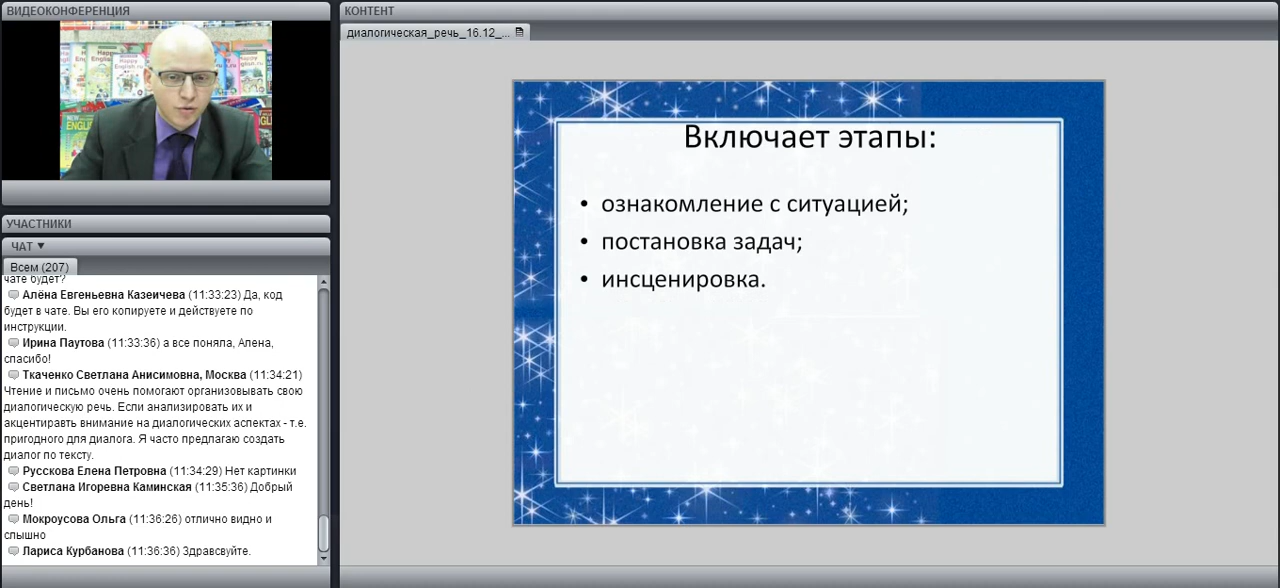 ВИДЕОКОНФЕРЕНЦИЯ
УЧАСТНИКИ
ЧАТ
Всем (207)
чате будет?
Алёна Евгеньевна Казеичева (11:33:23) Да, код
будет в чате. Вы его копируете и действуете по
инструкции.
Ирина Паутова (11:33:36) а все поняла, Алена,
спасибо!
Ткаченко Светлана Анисимовна, Москва (11:34:21)
Чтение и письмо очень помогают организовывать свою
диалогическую речь. Если анализировать их и
акцентиравть внимание на диалогических аспектах - т.е.
пригодного для диалога. Я часто предлагаю создать
диалог по тексту.
Русскова Елена Петровна (11:34:29) Нет картинки
Светлана Игоревна Каминская (11:35:36) Добрый
день!
Мокроусова Ольга (11:36:26) отлично видно и
слышно
Лариса Курбанова (11:36:36) Здравсвуйте.
КОНТЕНТ
диалогическая_речь_16.12_...
Включает этапы:
• ознакомление с ситуацией;
• постановка задач;
• инсценировка.